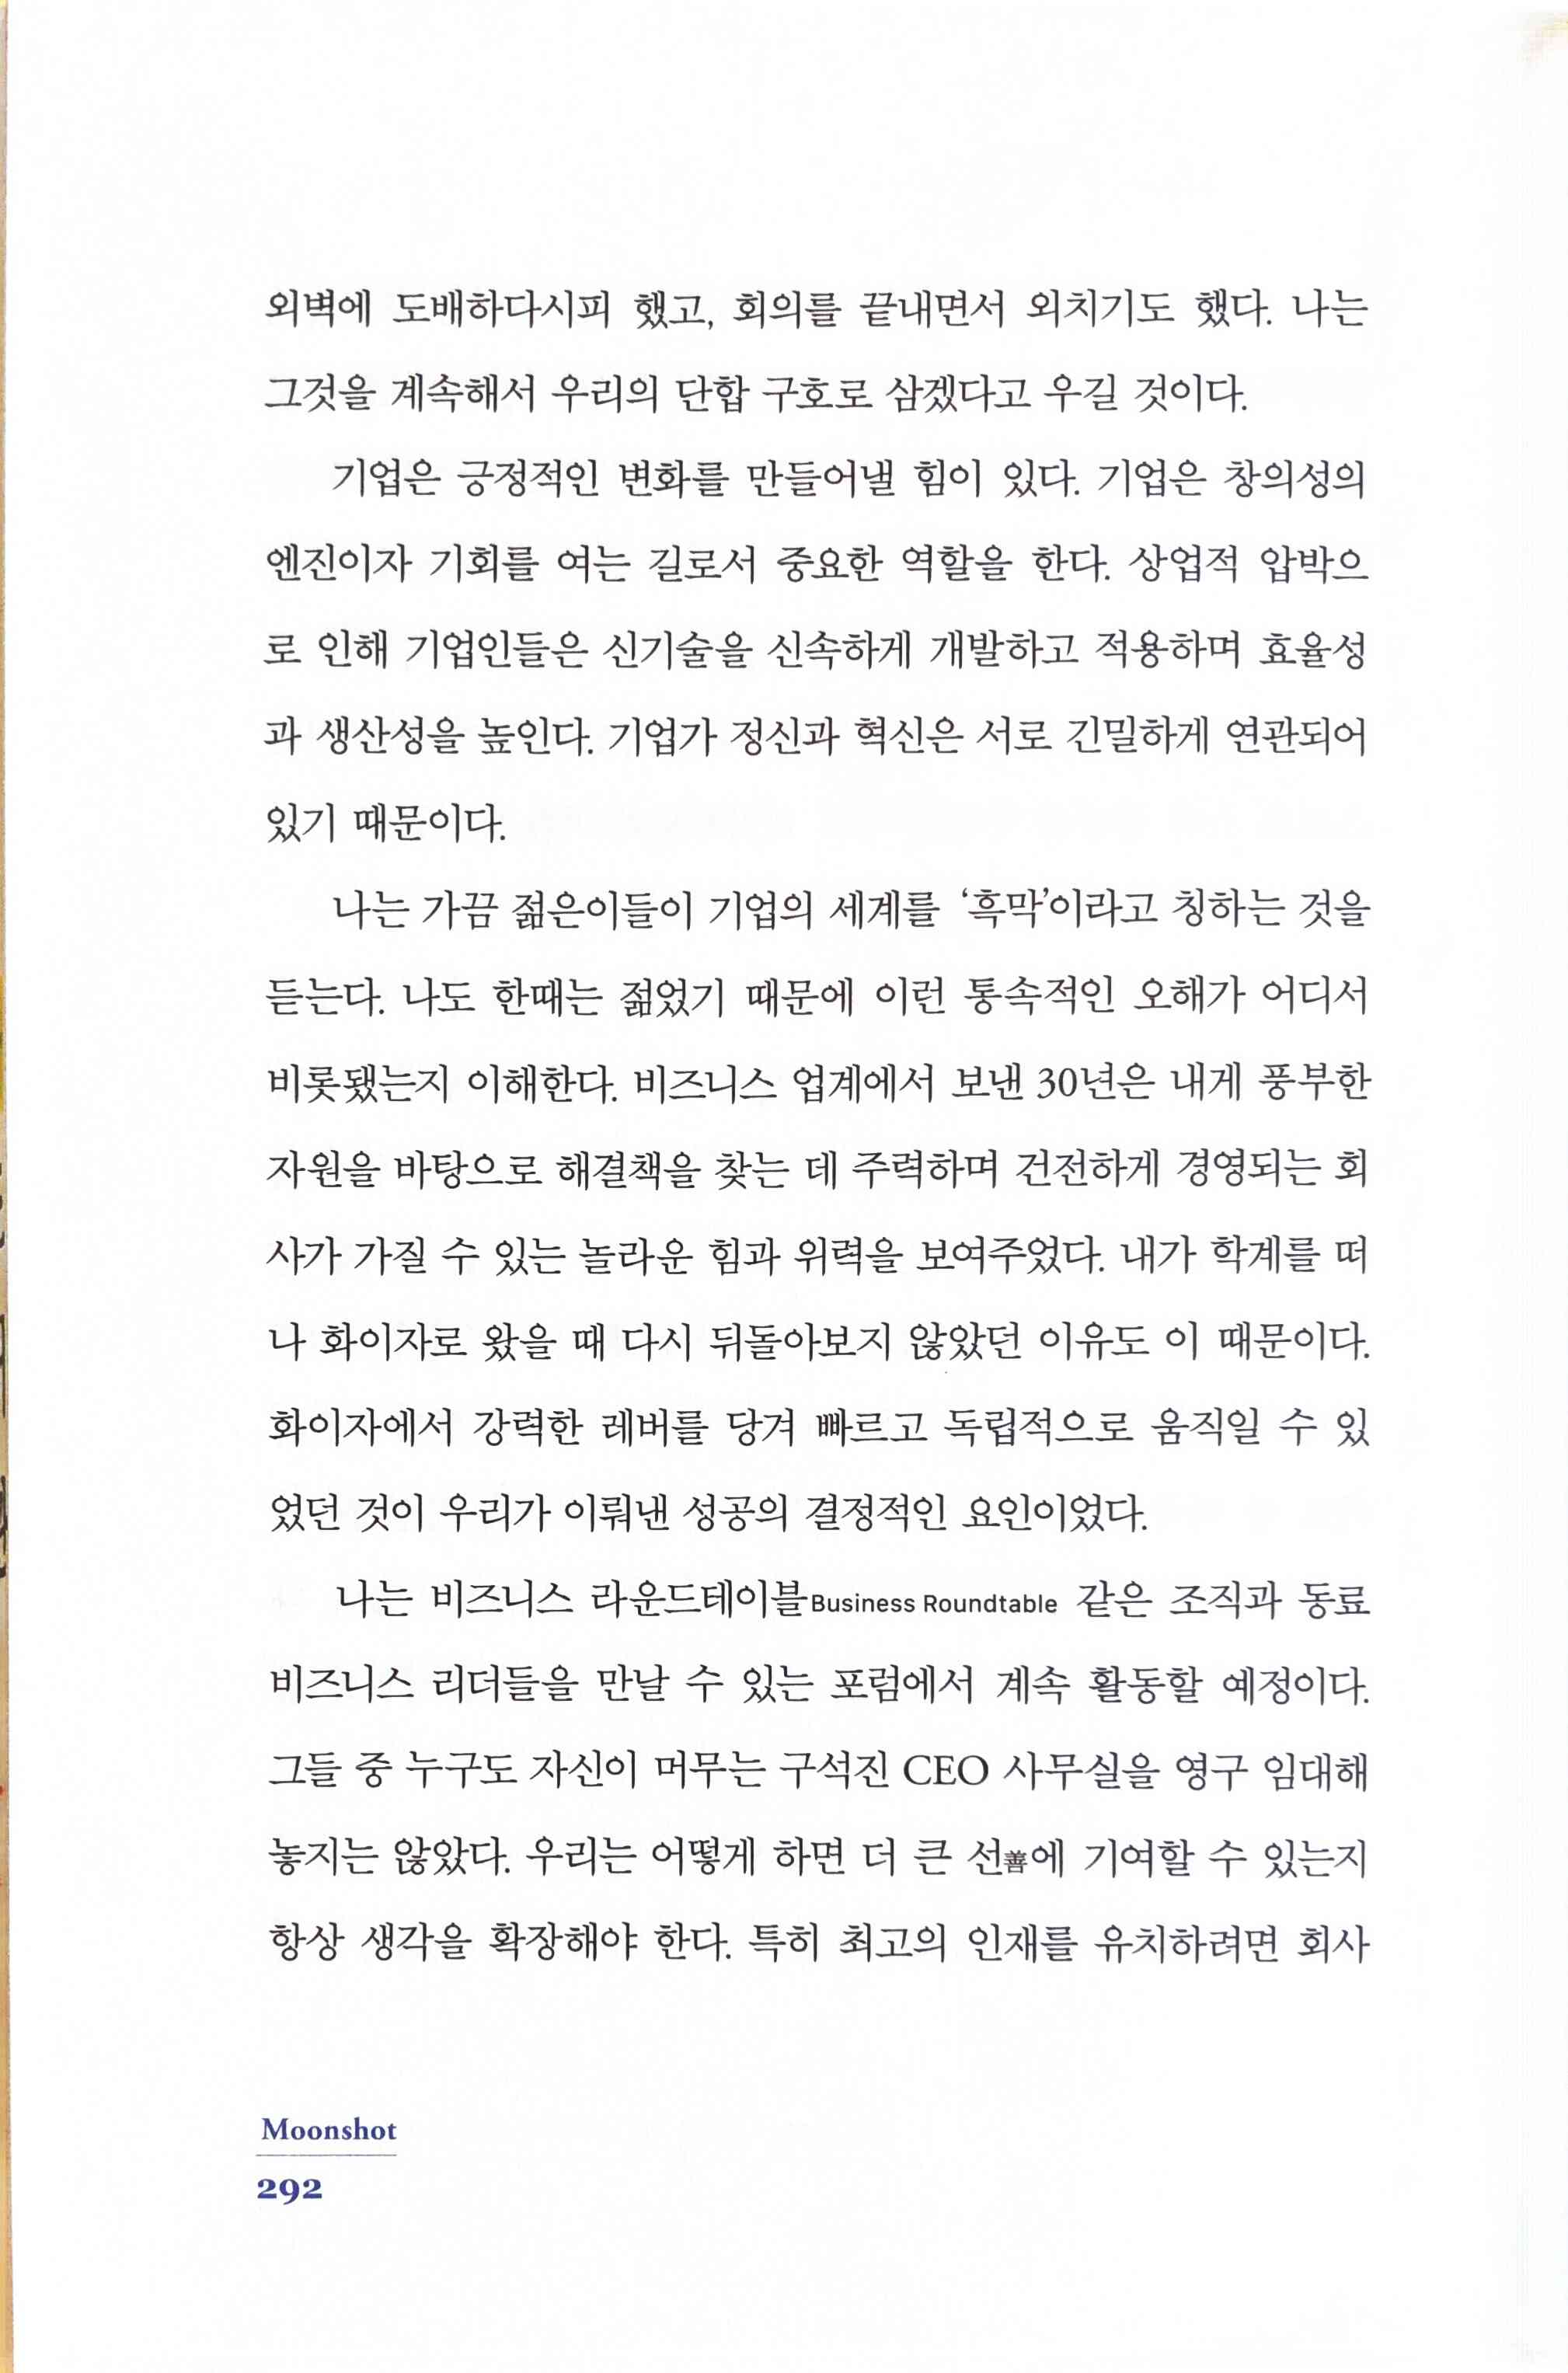 외벽에 도배하다시피 했고, 회의를 끝내면서 외치기도 했다. 나는
그것을 계속해서 우리의 단합 구호로 삼겠다고 우길 것이다.
기업은 긍정적인 변화를 만들어낼 힘이 있다. 기업은 창의성의
엔진이자 기회를 여는 길로서 중요한 역할을 한다. 상업적 압박으
로 인해 기업인들은 신기술을 신속하게 개발하고 적용하며 효율성
과 생산성을 높인다. 기업가 정신과 혁신은 서로 긴밀하게 연관되어
있기 때문이다.
나는 가끔 젊은이들이 기업의 세계를 ‘흑막’이라고 칭하는 것을
듣는다. 나도 한때는 젊었기 때문에 이런 통속적인 오해가 어디서
비롯됐는지 이해한다. 비즈니스 업계에서 보낸 30년은 내게 풍부한
자원을 바탕으로 해결책을 찾는 데 주력하며 건전하게 경영되는 회
사가 가질 수 있는 놀라운 힘과 위력을 보여주었다. 내가 학계를 떠
나 화이자로 왔을 때 다시 뒤돌아보지 않았던 이유도 이 때문이다.
화이자에서 강력한 레버를 당겨 빠르고 독립적으로 움직일 수 있
었던 것이 우리가 이뤄낸 성공의 결정적인 요인이었다.
나는 비즈니스 라운드테이블Business Roundtable 같은 조직과 동료
비즈니스 리더들을 만날 수 있는 포럼에서 계속 활동할 예정이다.
그들 중 누구도 자신이 머무는 구석진 CEO 사무실을 영구 임대해
놓지는 않았다. 우리는 어떻게 하면 더 큰 선善에 기여할 수 있는지
항상 생각을 확장해야 한다. 특히 최고의 인재를 유치하려면 회사
Moonshot
292